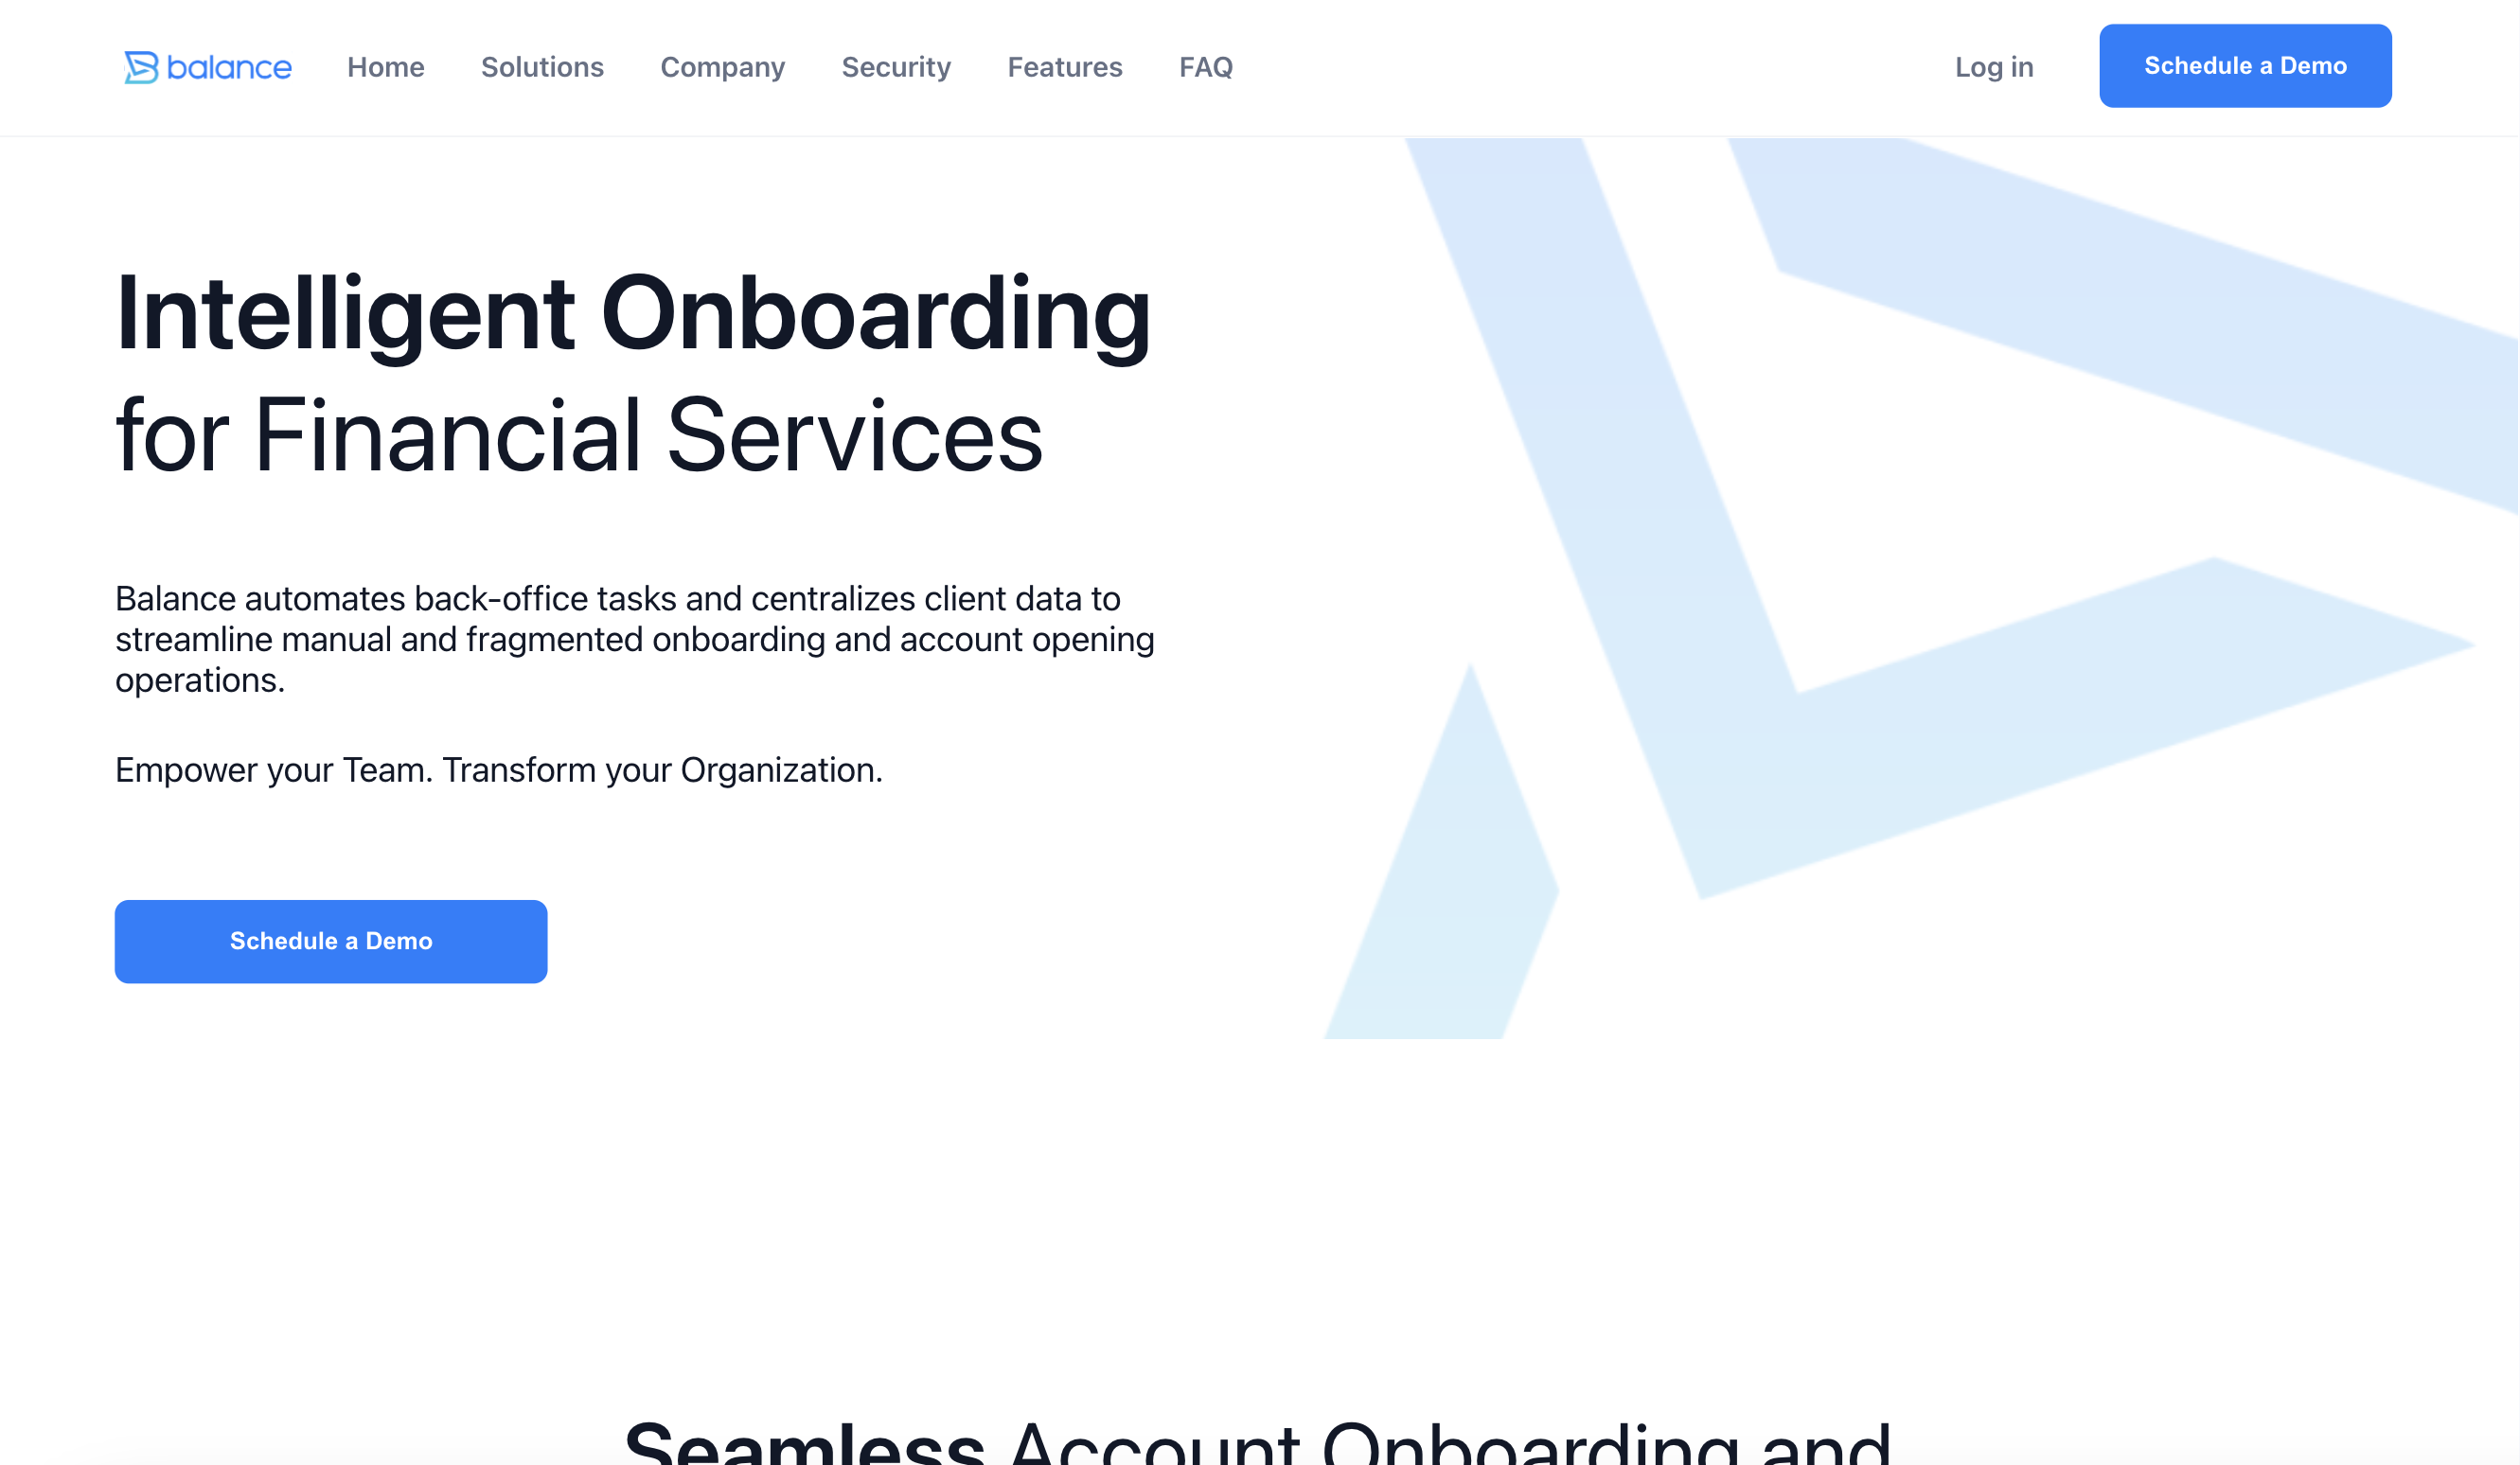 balance
Home
Solutions
Company
Security
Features
FAQ
Log in
Schedule a Demo
Intelligent Onboarding
for Financial Services
Balance automates back-office tasks and centralizes client data to
streamline manual and fragmented onboarding and account opening
operations.
Empower your Team. Transform your Organization.
Schedule a Demo
Seamless Account Onboarding and